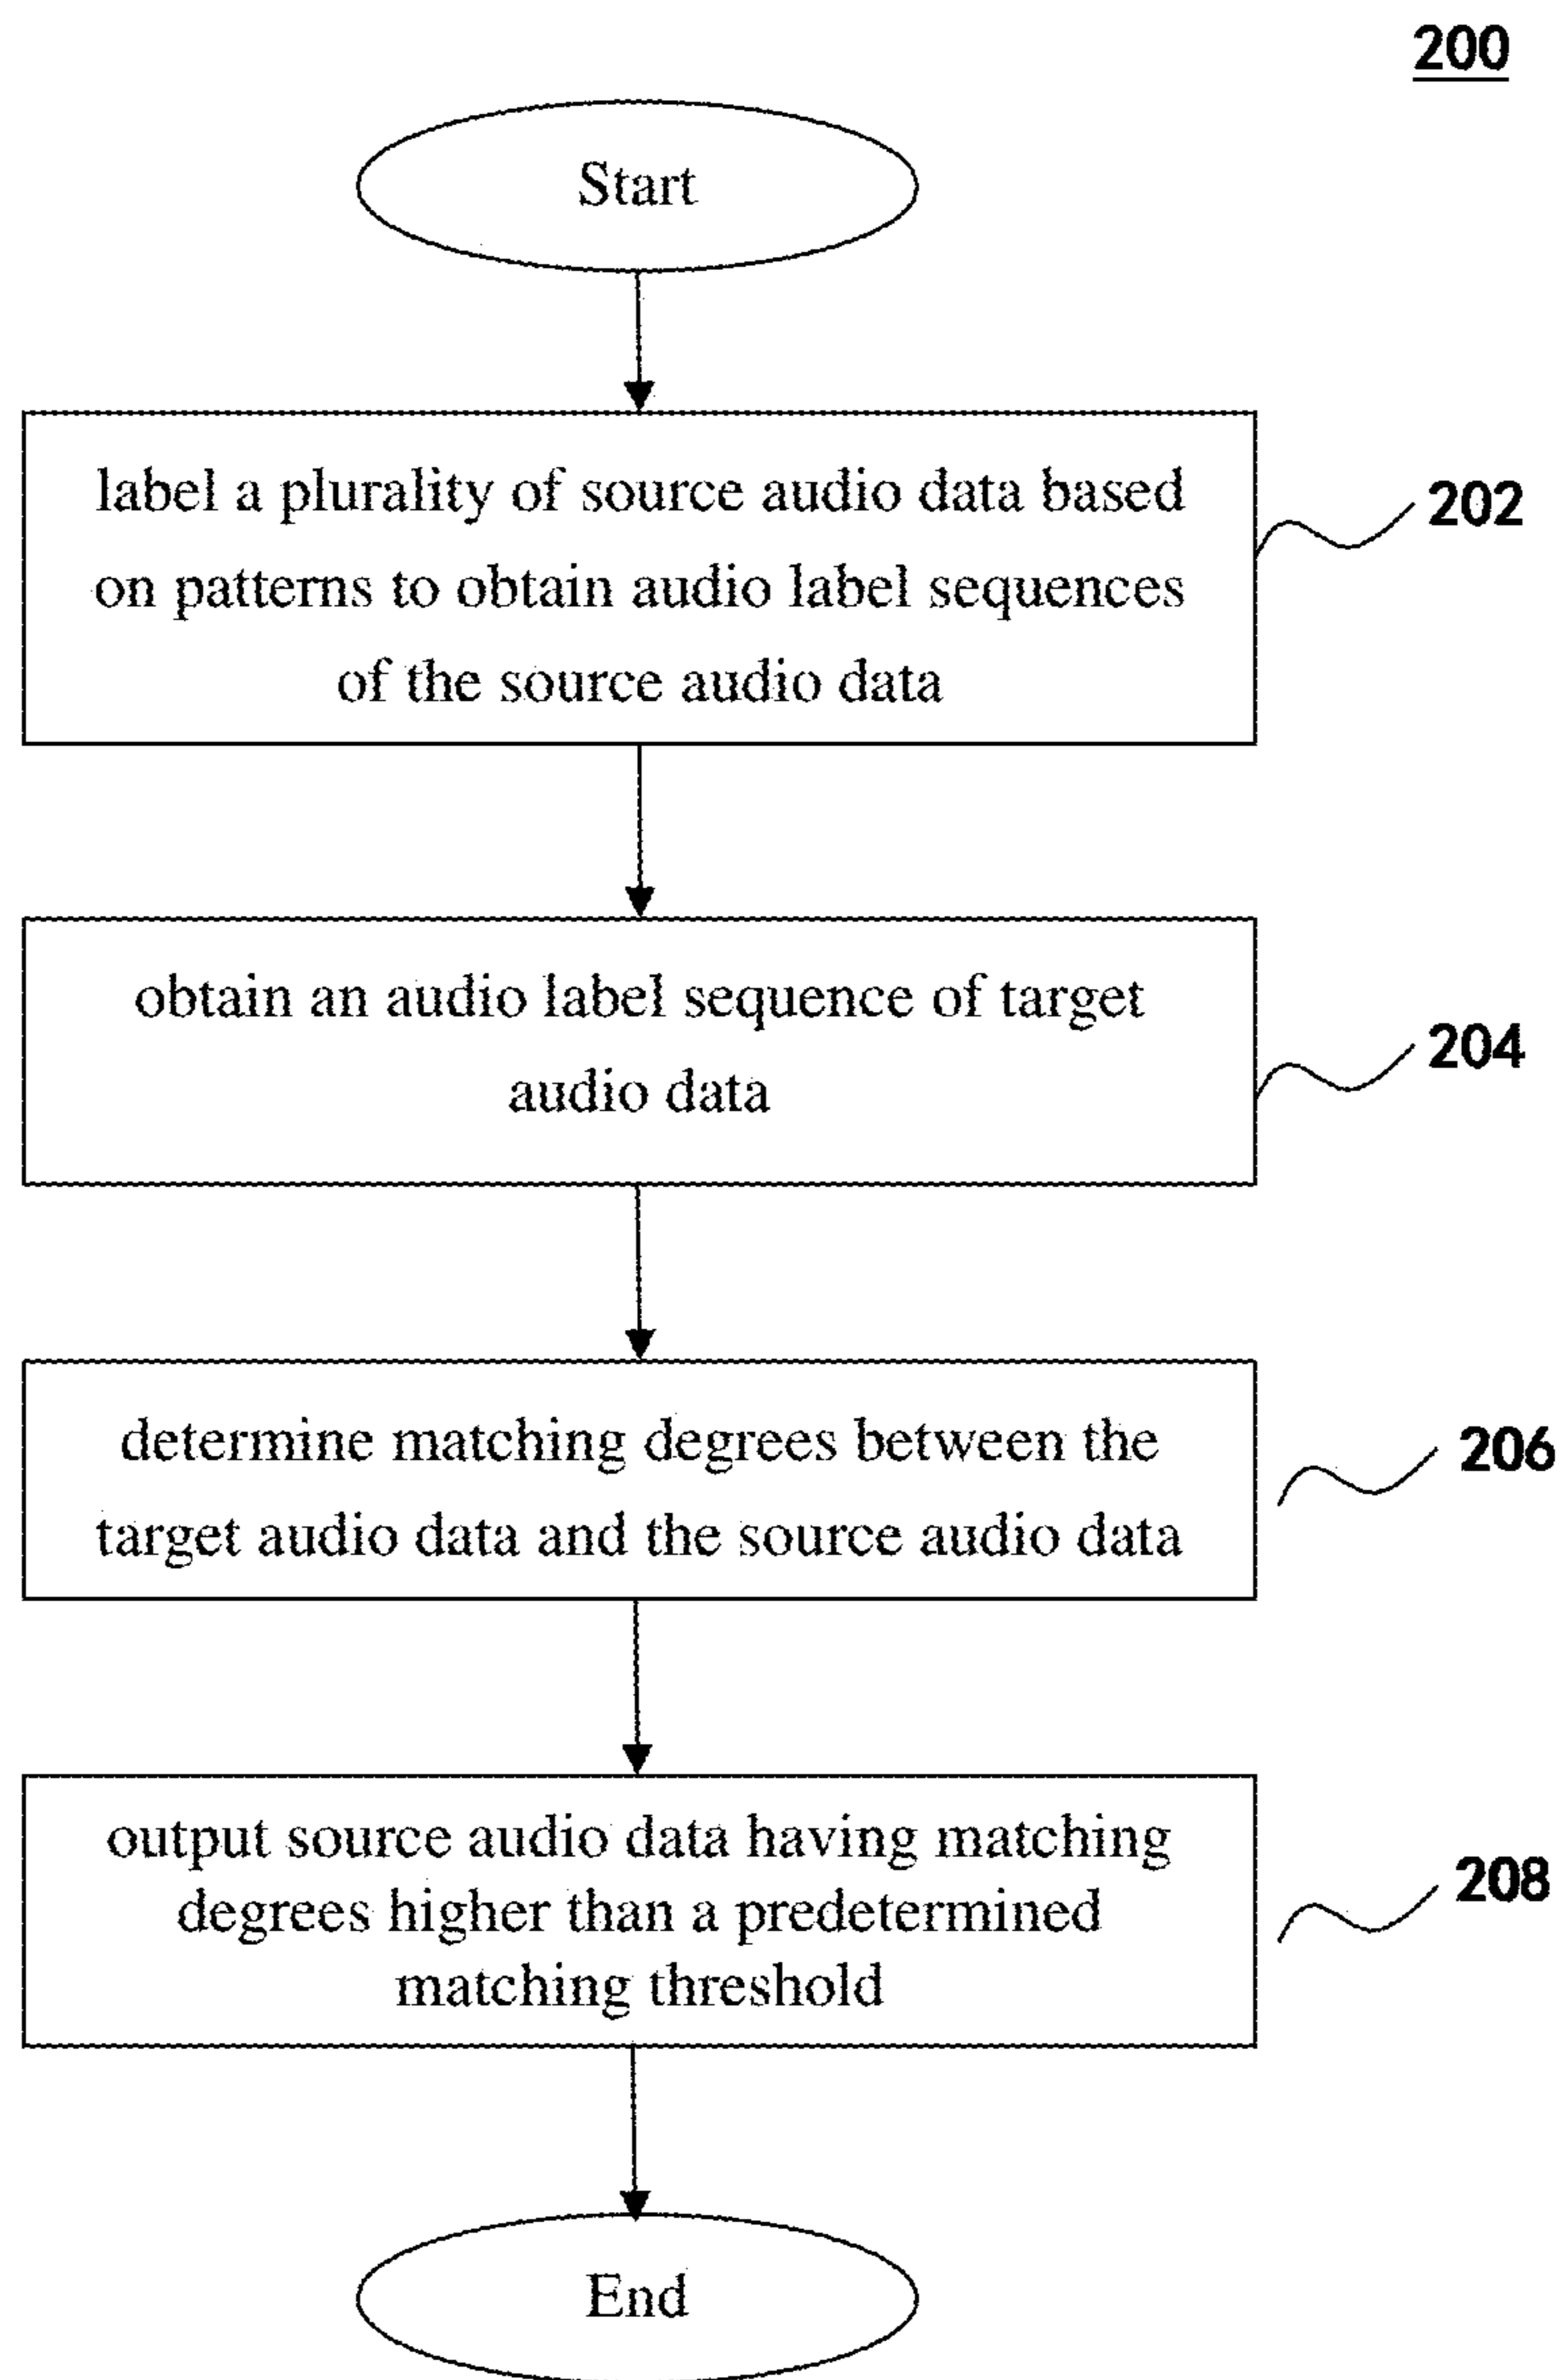 200
Start
label a plurality of source audio data based
on patterns to obtain audio label sequences
of the source audio data
202
obtain an audio label sequence of target
audio data
204
determine matching degrees between the
target audio data and the source audio data
206
output source audio data having matching
degrees higher than a predetermined
matching threshold
208
End